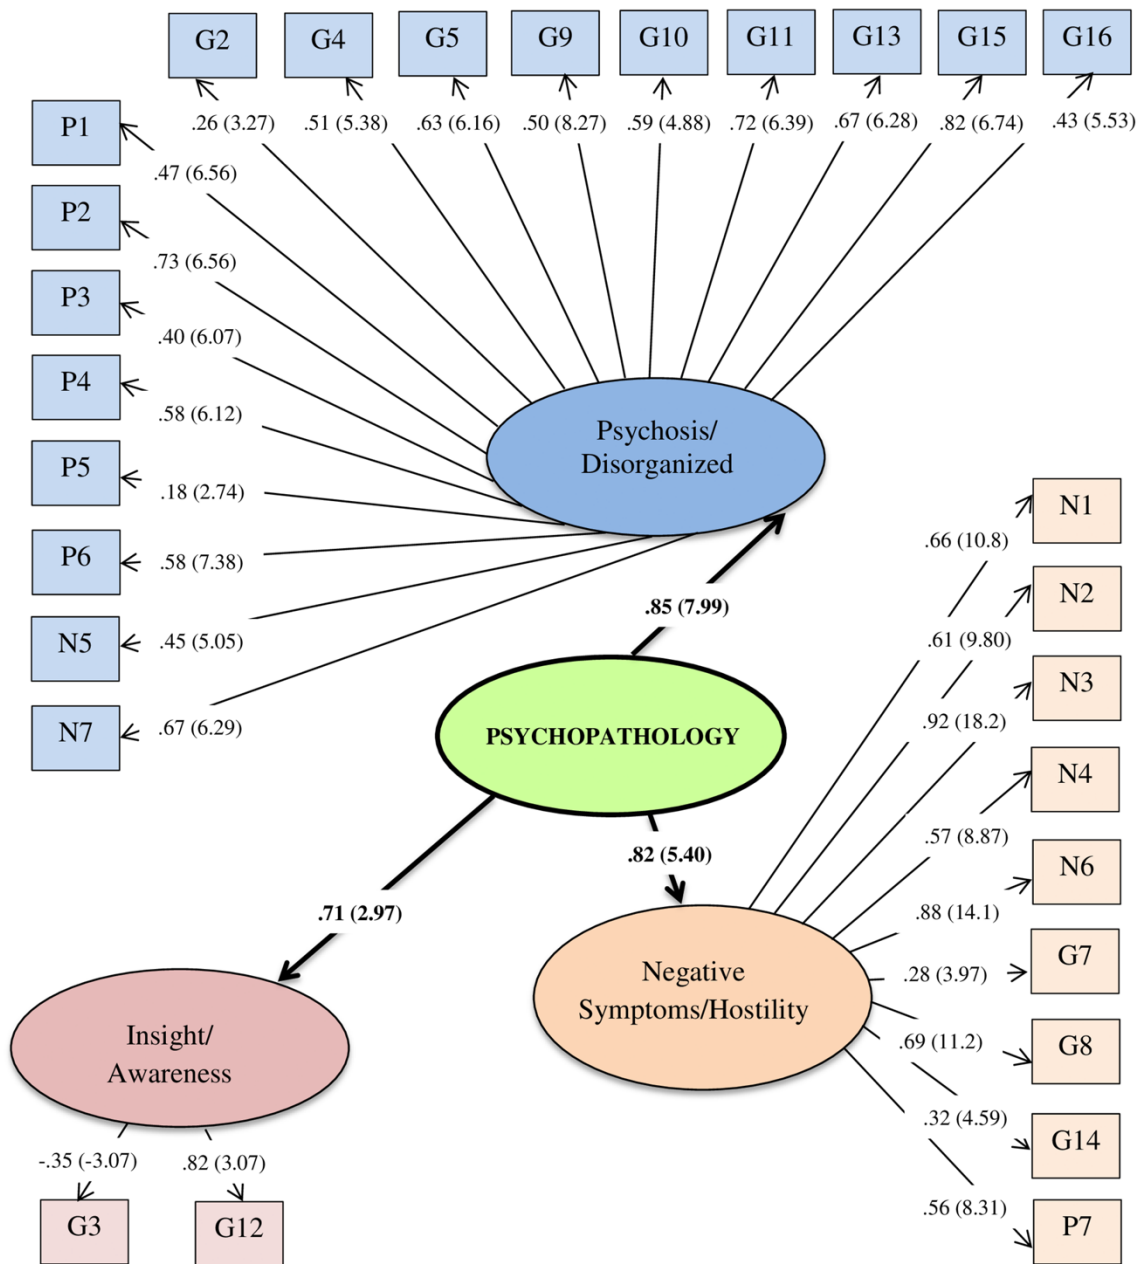 G2 G4 G5 G9 G10 G11 G13 G15 G16
.26 (3.27) .51 (5.38) .63 (6.16) .50 (8.27) .59 (4.88) .72 (6.39) .67 (6.28) .82 (6.74) .43 (5.53)
P1
.47 (6.56)
P2
.73 (6.56)
P3
.40 (6.07)
P4
.58 (6.12)
P5
.18 (2.74)
P6
.58 (7.38)
N5
.45 (5.05)
N7
.67 (6.29)
Psychosis/
Disorganized
.85 (7.99)
PSYCHOPATHOLOGY
.82 (5.40)
.71 (2.97)
N1
.66 (10.8)
N2
.61 (9.80)
N3
.92 (18.2)
N4
.57 (8.87)
N6
.88 (14.1)
G7
.28 (3.97)
G8
.69 (11.2)
G14
.32 (4.59)
P7
.56 (8.31)
Negative
Symptoms/Hostility
Insight/
Awareness
-.35 (-3.07) .82 (3.07)
G3 G12